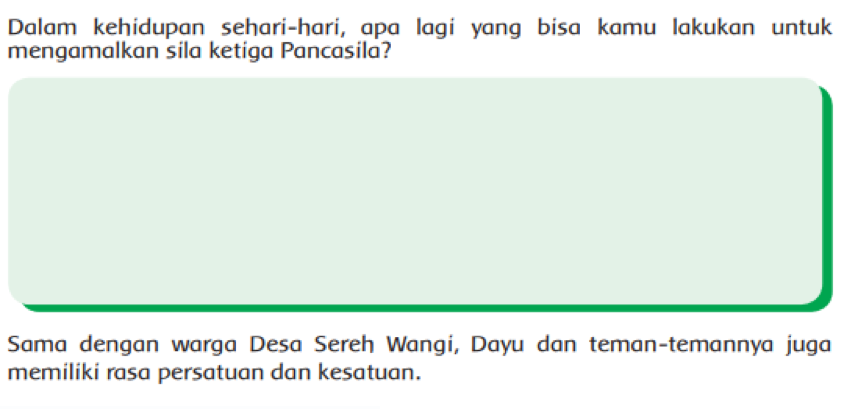 Dalam kehidupan sehari-hari, apa lagi yang bisa kamu lakukan untuk
mengamalkan sila ketiga Pancasila?
Sama dengan warga Desa Sereh Wangi, Dayu dan teman-temannya juga
memiliki rasa persatuan dan kesatuan.